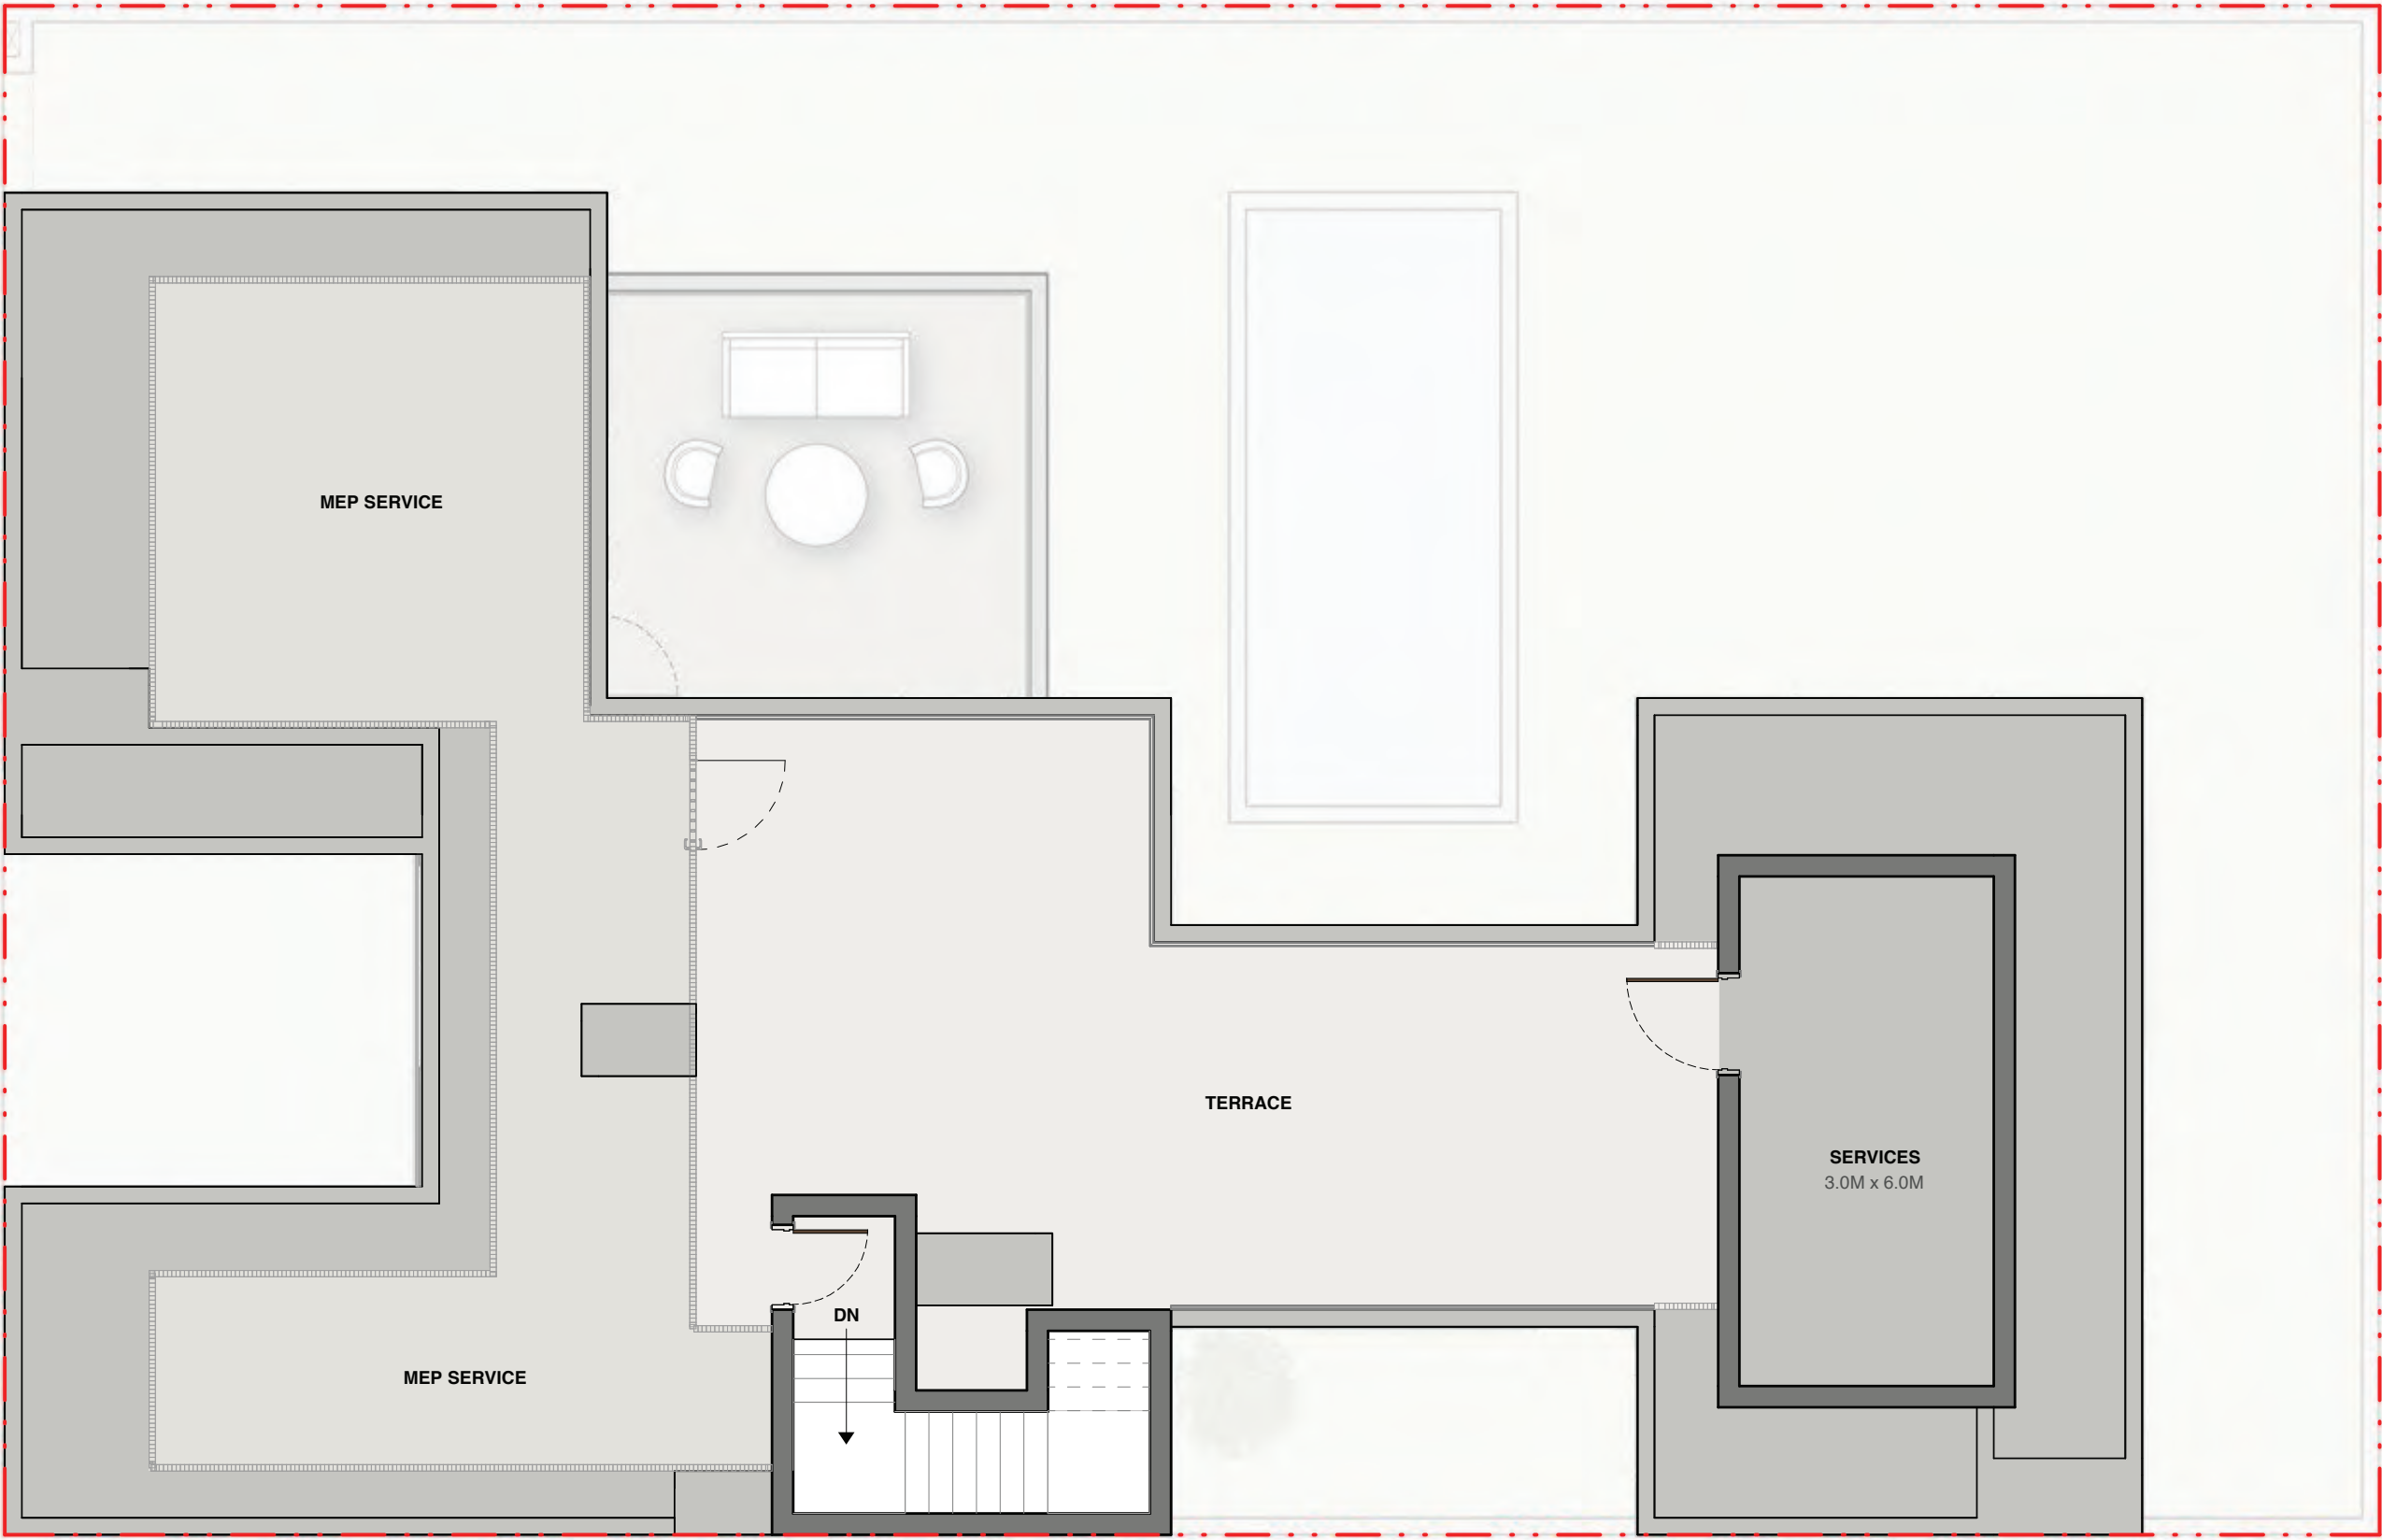 MEP SERVICE
TERRACE
SERVICES
3.0M x 6.0M
DN
MEP SERVICE